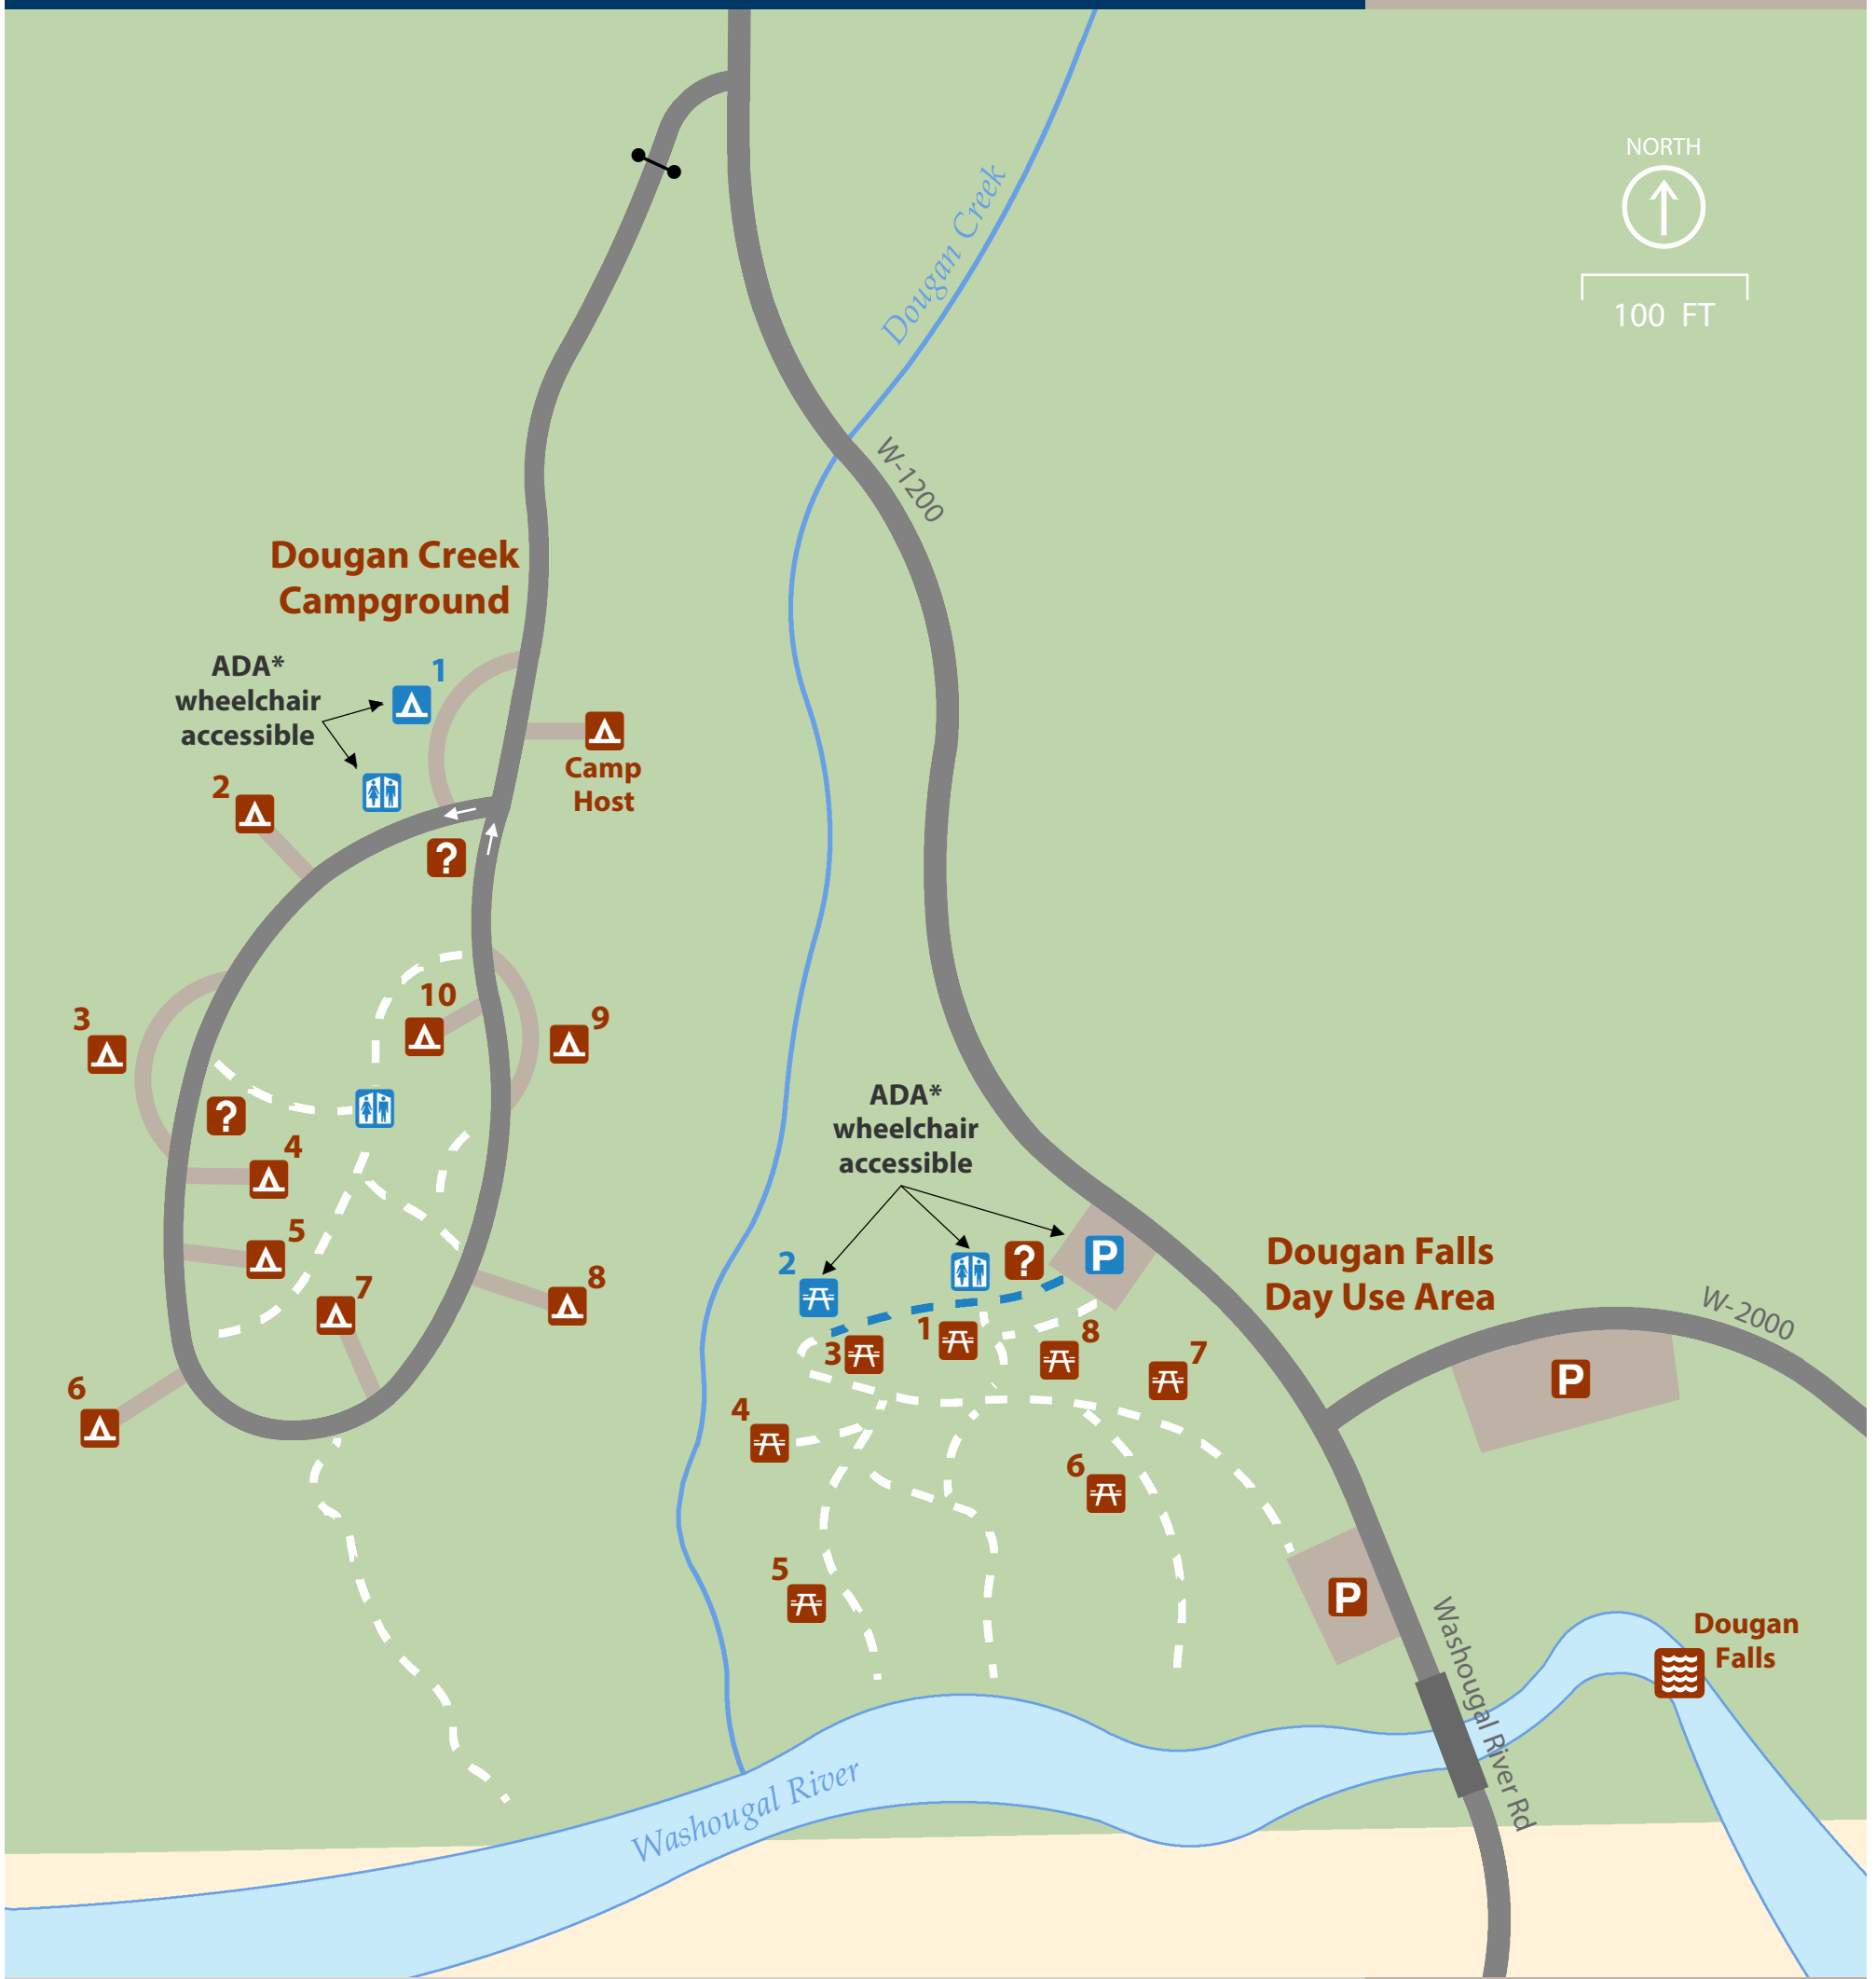 NORTH
100 FT
Dougan Creek
W-1200
Dougan Creek
Campground
ADA*
wheelchair
accessible
1
Camp
Host
2
?
10
3
9
?
4
5
7
8
6
ADA*
wheelchair
accessible
2
?
P
Dougan Falls
Day Use Area
W-2000
1
3
8
7
P
4
6
5
P
Washougal River Rd
Dougan
Falls
Washougal River